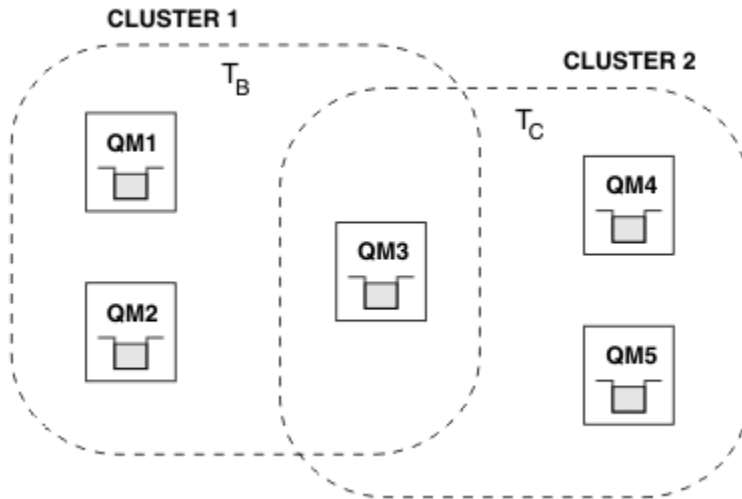 CLUSTER 1
CLUSTER 2
T_B
T_C
QM1
QM4
QM3
QM2
QM5